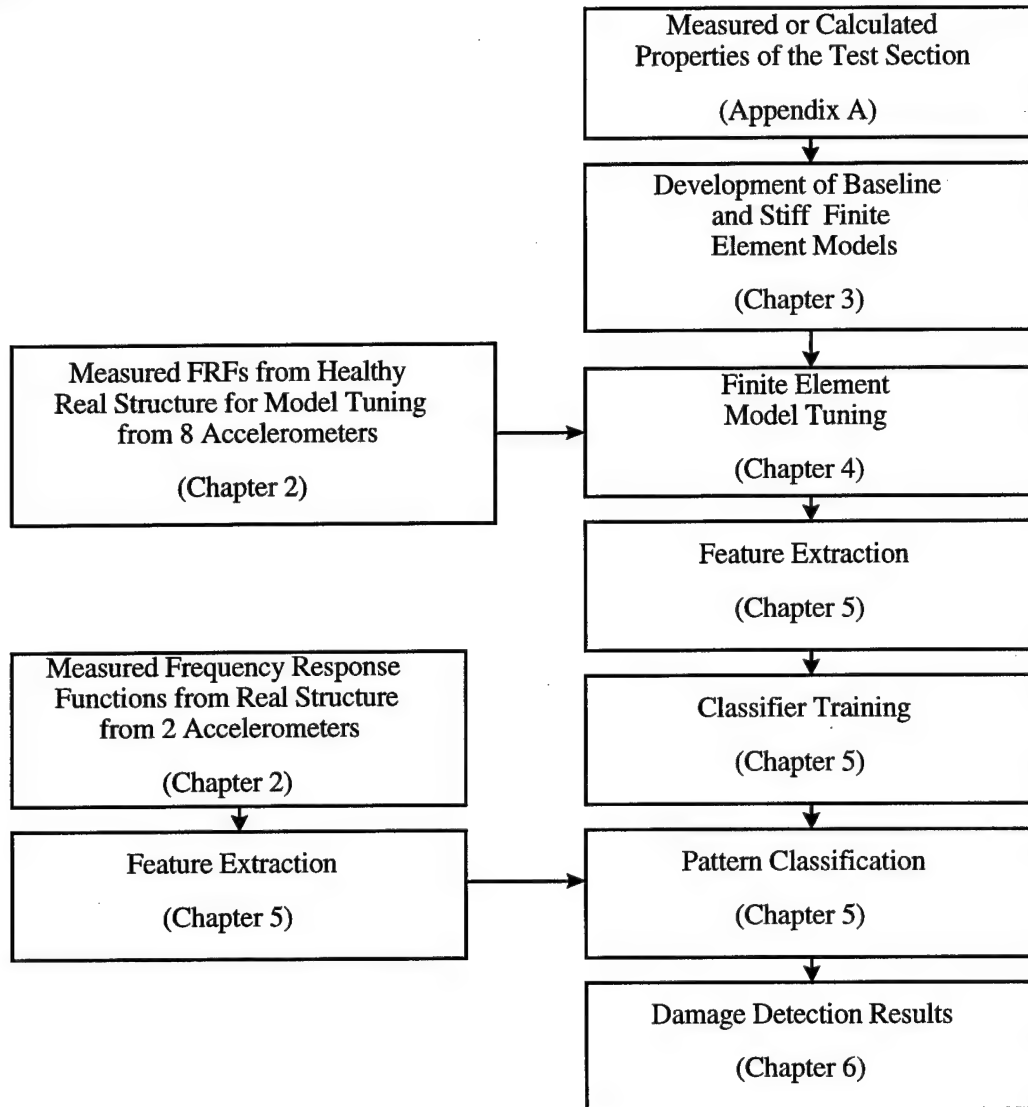 Measured or Calculated
Properties of the Test Section
(Appendix A)
Development of Baseline
and Stiff Finite
Element Models
(Chapter 3)
Measured FRFs from Healthy
Real Structure for Model Tuning
from 8 Accelerometers
(Chapter 2)
Finite Element
Model Tuning
(Chapter 4)
Feature Extraction
(Chapter 5)
Measured Frequency Response
Functions from Real Structure
from 2 Accelerometers
(Chapter 2)
Classifier Training
(Chapter 5)
Feature Extraction
(Chapter 5)
Pattern Classification
(Chapter 5)
Damage Detection Results
(Chapter 6)